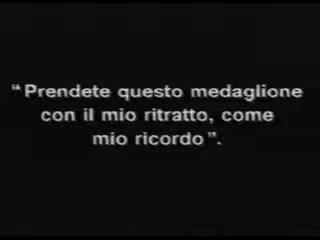 “Prendete questo medaglione
con il mio ritratto, come
mio ricordo”.